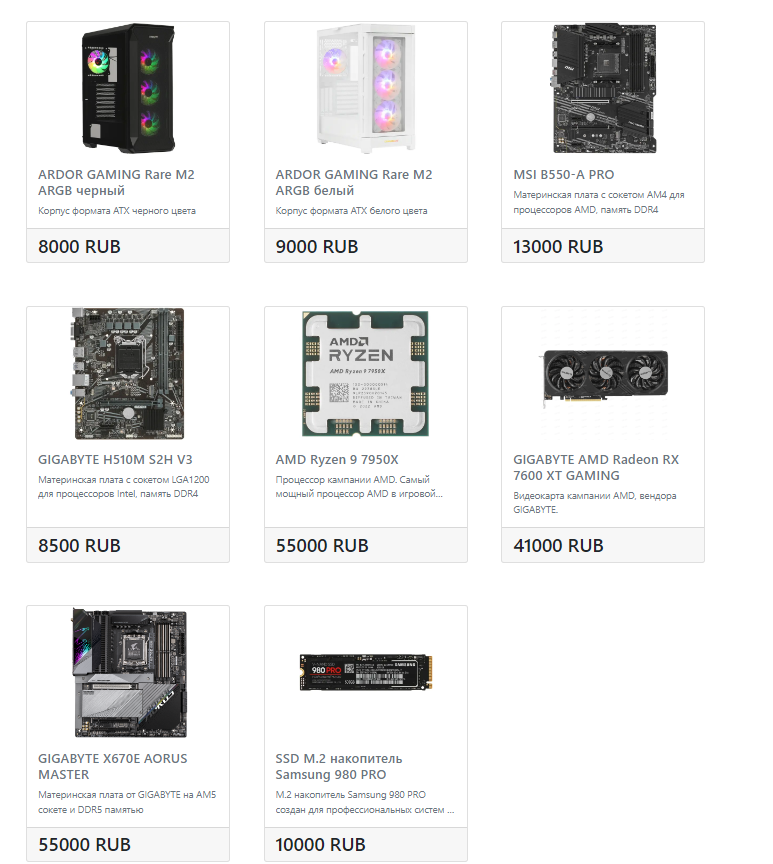 ARDOR GAMING Rare M2
ARGB черный
Корпус формата ATX черного цвета
8000 RUB
ARDOR GAMING Rare M2
ARGB белый
Корпус формата ATX белого цвета
9000 RUB
MSI B550-A PRO
Материнская плата с сокетом AM4 для
процессоров AMD, память DDR4
13000 RUB
GIGABYTE H510M S2H V3
Материнская плата с сокетом LGA1200
для процессоров Intel, память DDR4
8500 RUB
AMD
RYZEN
AMD Ryzen 9 7950X
AMD Ryzen 9 7950X
Процессор кампании AMD. Самый
мощный процессор AMD в игровой...
55000 RUB
GIGABYTE AMD Radeon RX
7600 XT GAMING
Видеокарта кампании AMD, вендора
GIGABYTE.
41000 RUB
GIGABYTE X670E AORUS
MASTER
Материнская плата от GIGABYTE на AM5
сокете и DDR5 памятью
55000 RUB
980 PRO
SAMSUNG
SSD M.2 накопитель
Samsung 980 PRO
M.2 накопитель Samsung 980 PRO
создан для профессиональных систем ...
10000 RUB